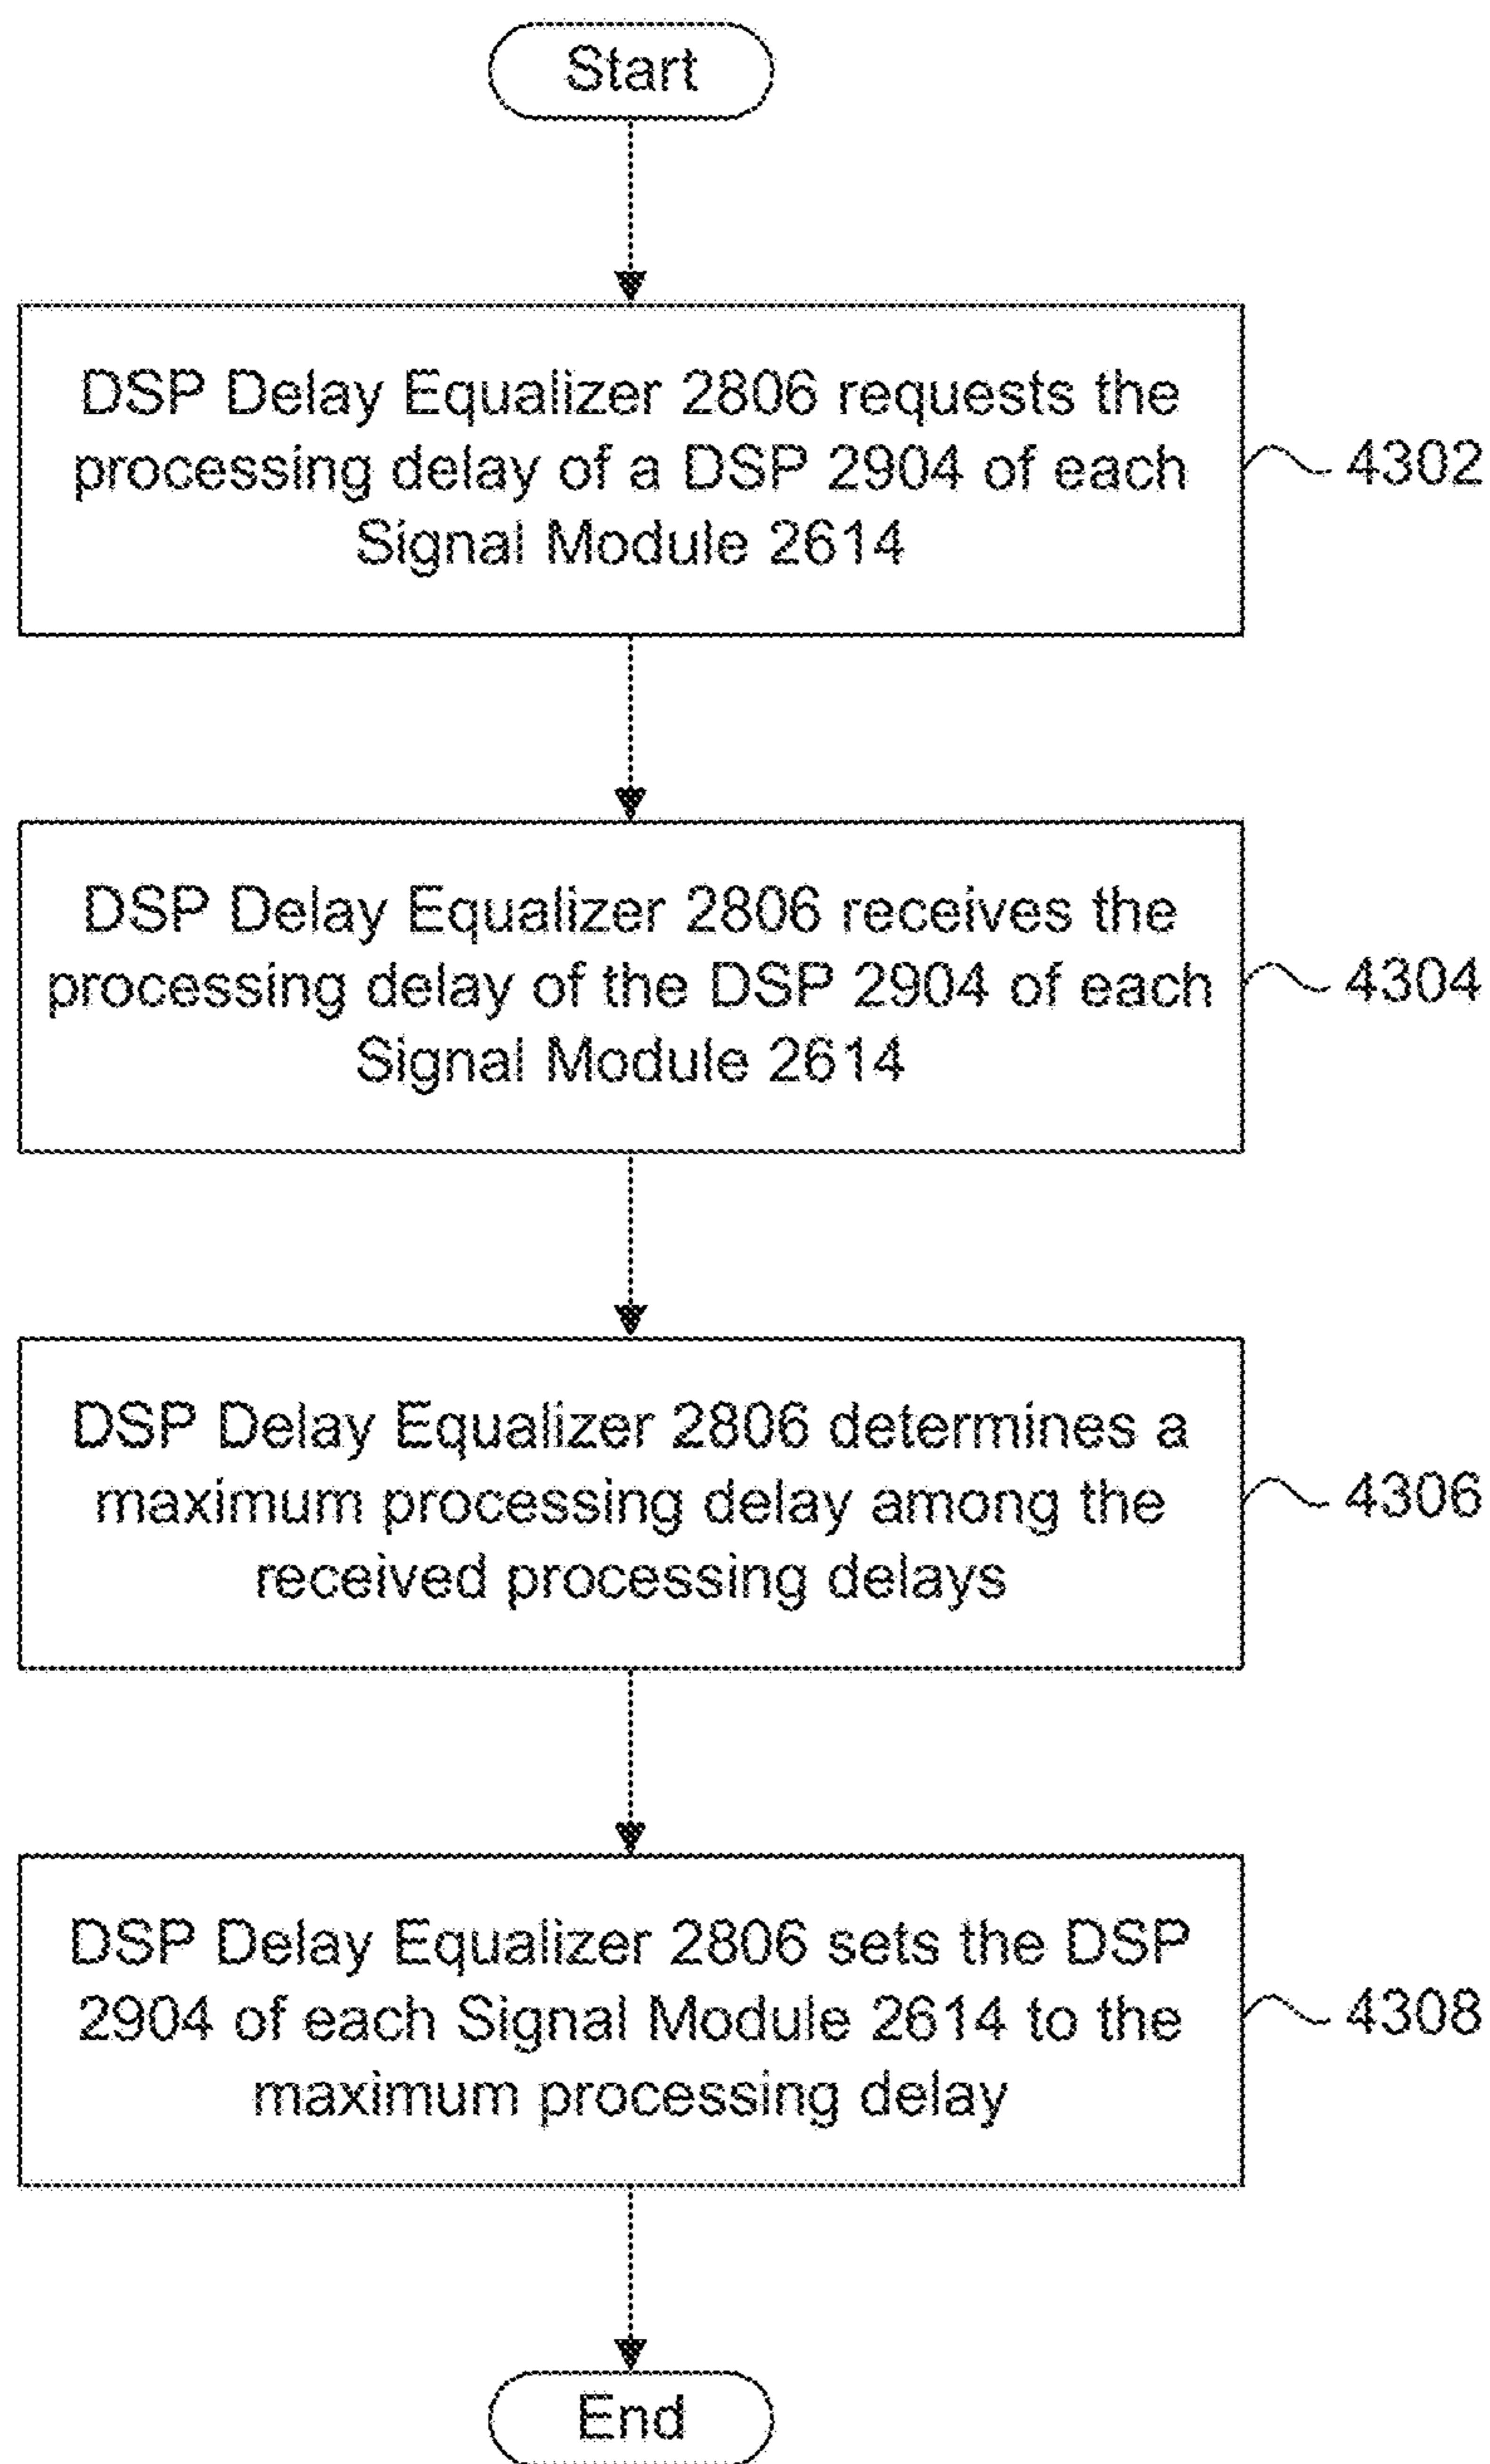 Start
DSP Delay Equalizer 2806 requests the
processing delay of a DSP 2904 of each
Signal Module 2614
4302
DSP Delay Equalizer 2806 receives the
processing delay of the DSP 2904 of each
Signal Module 2614
4304
DSP Delay Equalizer 2806 determines a
maximum processing delay among the
received processing delays
4306
DSP Delay Equalizer 2806 sets the DSP
2904 of each Signal Module 2614 to the
maximum processing delay
4308
End